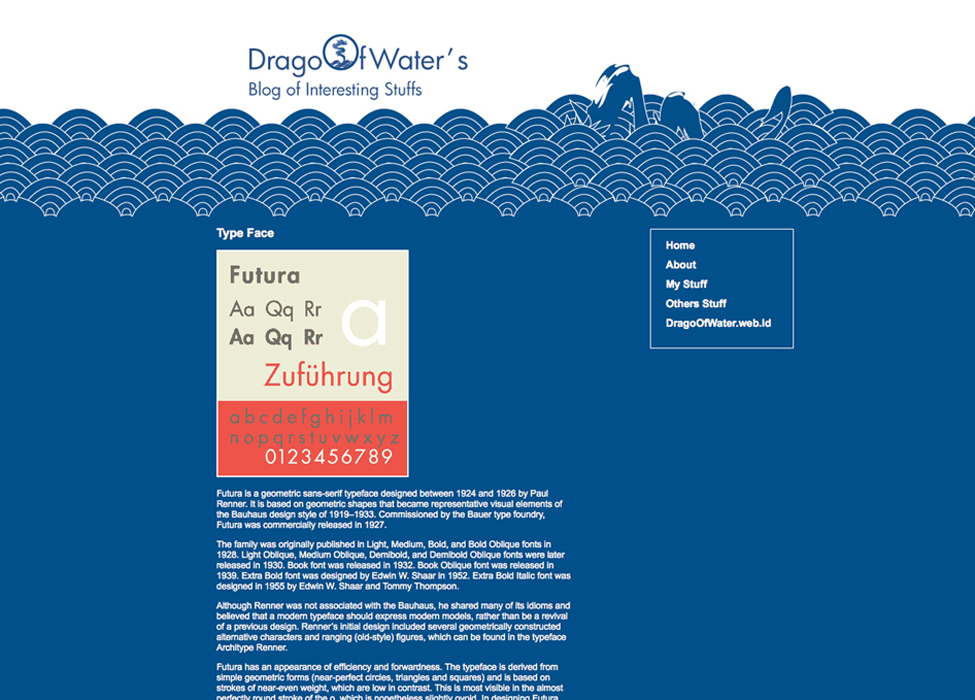 DragoOfWater's
Blog of Interesting Stuffs
Type Face
Futura
Aa Qq Rr
Aa Qq Rr
a
Zuführung
abcdefghijklm
nopqrstuvwxyz
0123456789
Home
About
My Stuff
Others Stuff
DragoOfWater.web.id
Futura is a geometric sans-serif typeface designed between 1924 and 1926 by Paul
Renner. It is based on geometric shapes that became representative visual elements of
the Bauhaus design style of 1919–1933. Commissioned by the Bauer type foundry,
Futura was commercially released in 1927.
The family was originally published in Light, Medium, Bold, and Bold Oblique fonts in
1928. Light Oblique, Medium Oblique, Demibold, and Demibold Oblique fonts were later
released in 1930. Book font was released in 1932. Book Oblique font was released in
1939. Extra Bold font was designed by Edwin W. Shaar in 1952. Extra Bold Italic font was
designed in 1955 by Edwin W. Shaar and Tommy Thompson.
Although Renner was not associated with the Bauhaus, he shared many of its idioms and
believed that a modern typeface should express modern models, rather than be a revival
of a previous design. Renner's initial design included several geometrically constructed
alternative characters and ranging (old-style) figures, which can be found in the typeface
Architype Renner.
Futura has an appearance of efficiency and forwardness. The typeface is derived from
simple geometric forms (near-perfect circles, triangles and squares) and is based on
strokes of near-even weight, which are low in contrast. This is most visible in the almost
perfectly round stroke of the o, which is nonetheless slightly ovoid. In designing Futura,